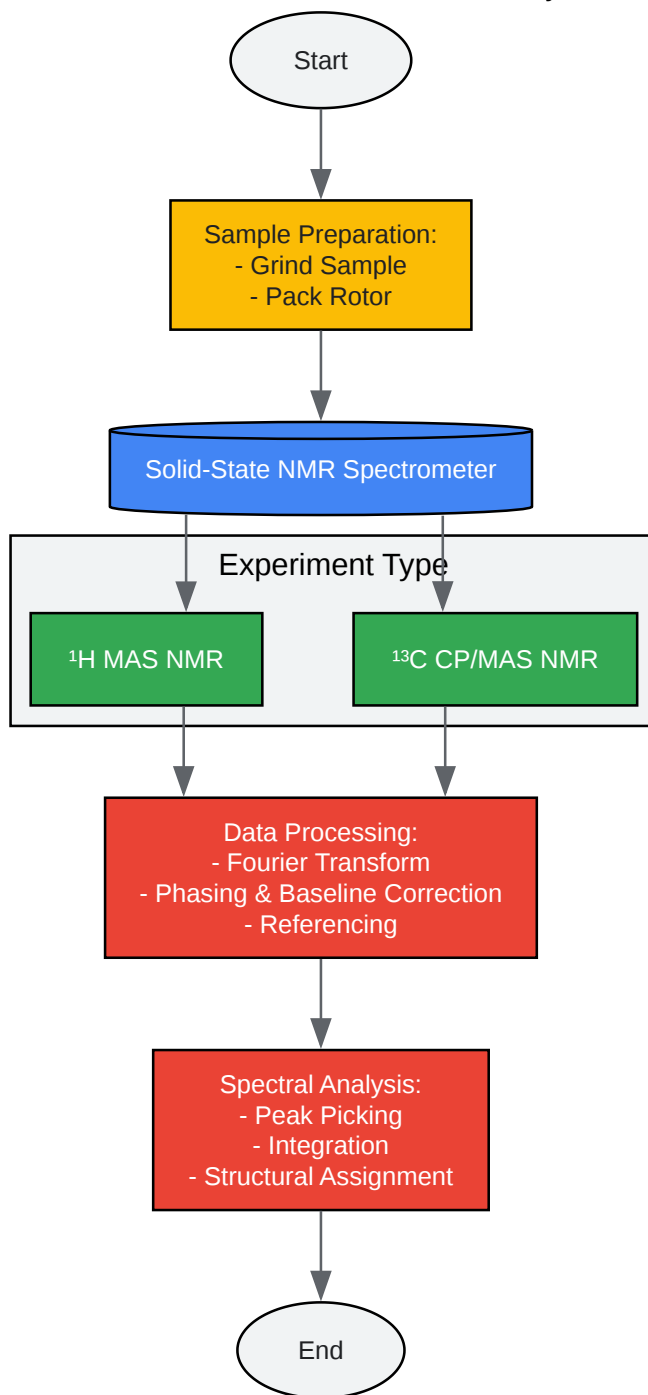 Start
Sample Preparation:
- Grind Sample
- Pack Rotor
Solid-State NMR Spectrometer
Experiment Type
¹H MAS NMR
¹³C CP/MAS NMR
Data Processing:
- Fourier Transform
- Phasing & Baseline Correction
- Referencing
Spectral Analysis:
- Peak Picking
- Integration
- Structural Assignment
End